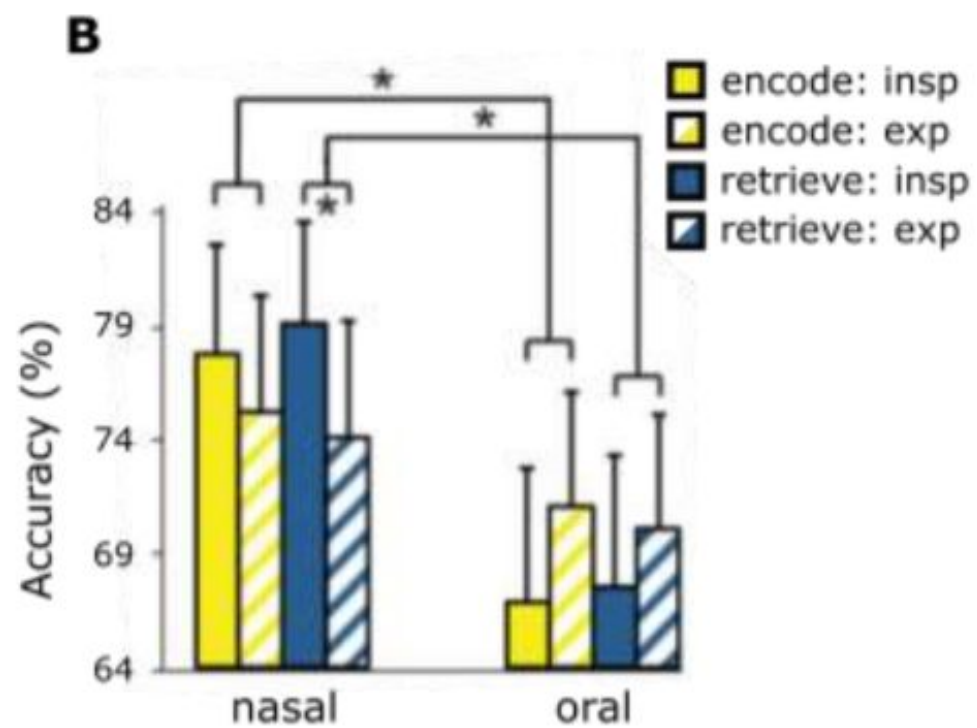 B
encode: insp
encode: exp
retrieve: insp
retrieve: exp
*
*
*
84
79
74
69
64
Accuracy (%)
nasal
oral